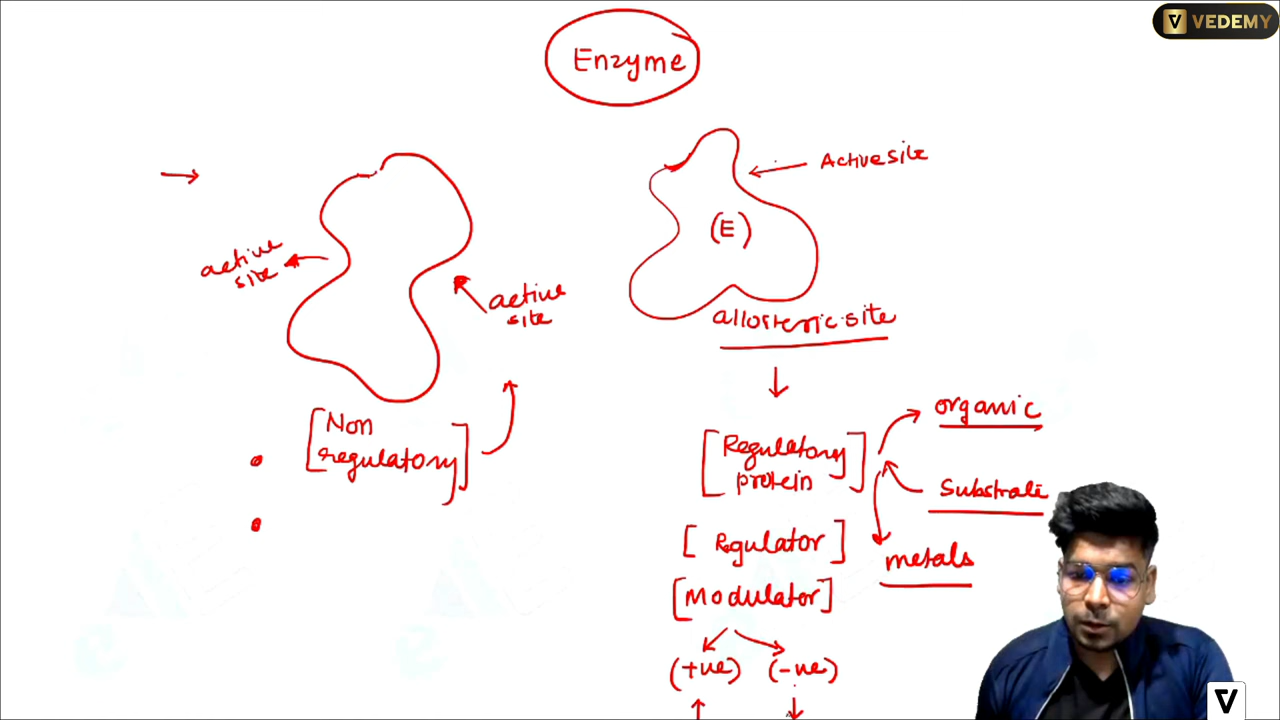 VEDEMY
Enzyme
Active site
(E)
active
site
active
site
allosteric site
[Non
regulatory]
[Regulatory
protein]
organic
Substrate
metals
[Regulator]
[Modulator]
(+ve) (-ve)